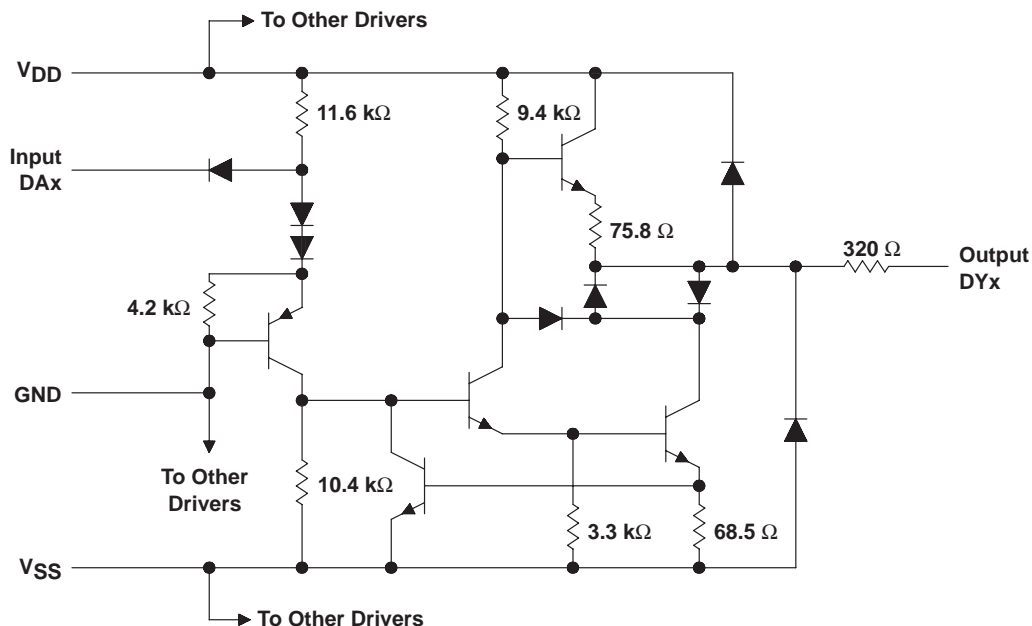 To Other Drivers
VDD
11.6 kΩ
9.4 kΩ
Input
DAx
75.8 Ω
320 Ω
Output
DYx
4.2 kΩ
GND
To Other
Drivers
10.4 kΩ
3.3 kΩ
68.5 Ω
VSS
To Other Drivers